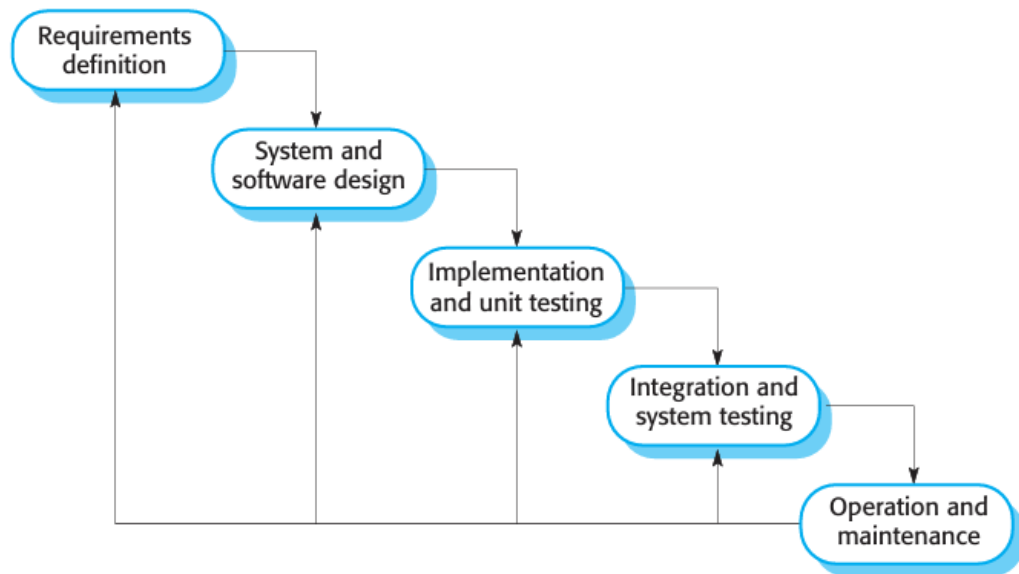 Requirements
definition
System and
software design
Implementation
and unit testing
Integration and
system testing
Operation and
maintenance